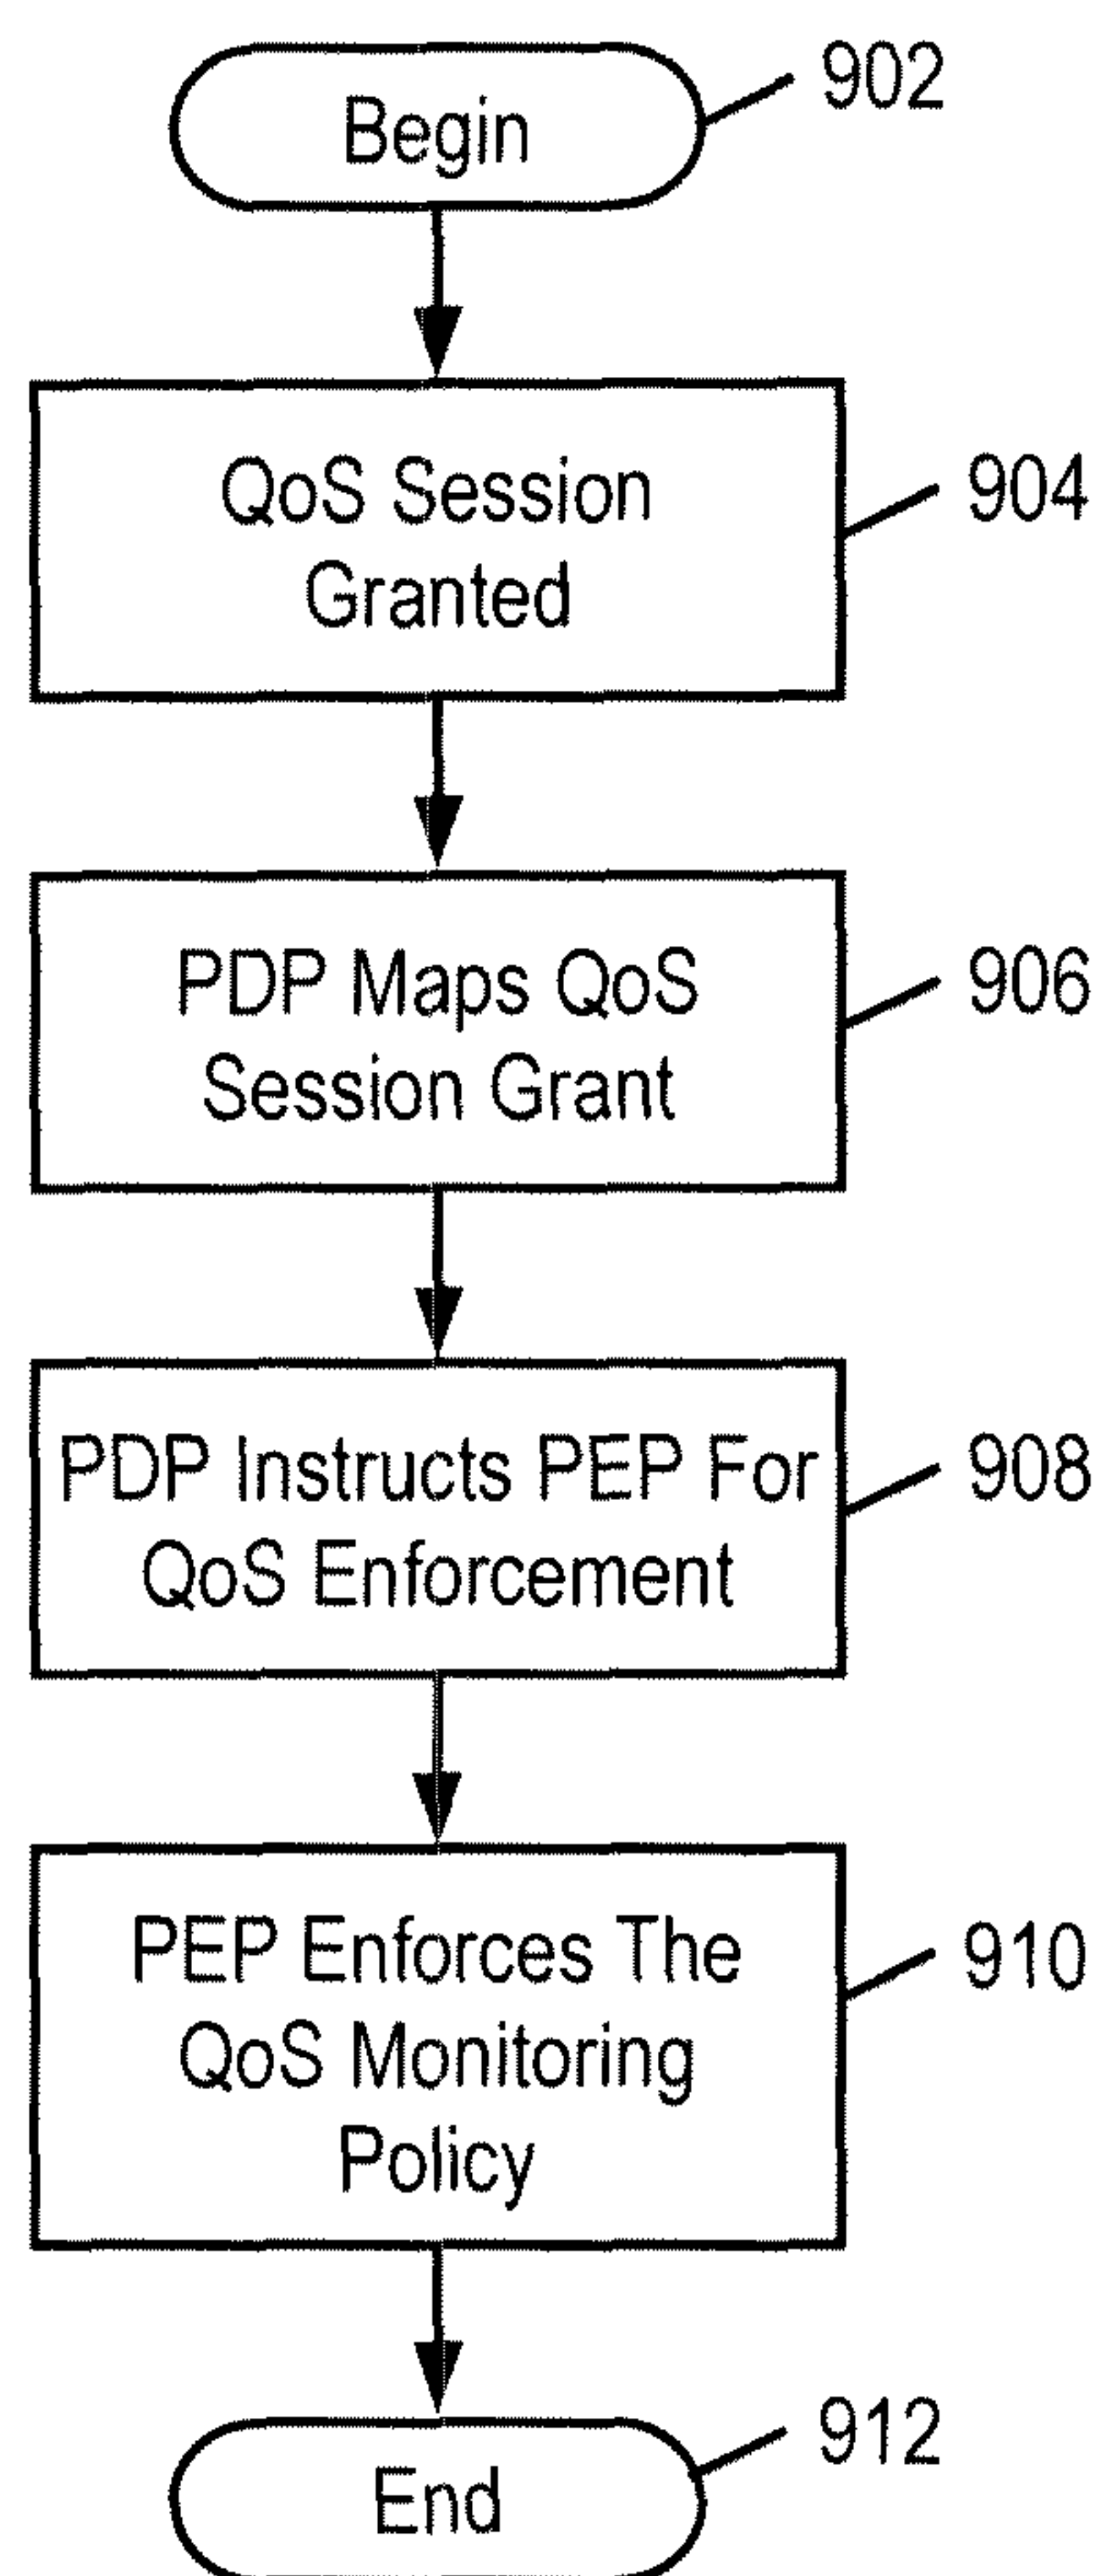 Begin
902
QoS Session
Granted
904
PDP Maps QoS
Session Grant
906
PDP Instructs PEP For
QoS Enforcement
908
PEP Enforces The
QoS Monitoring
Policy
910
End
912